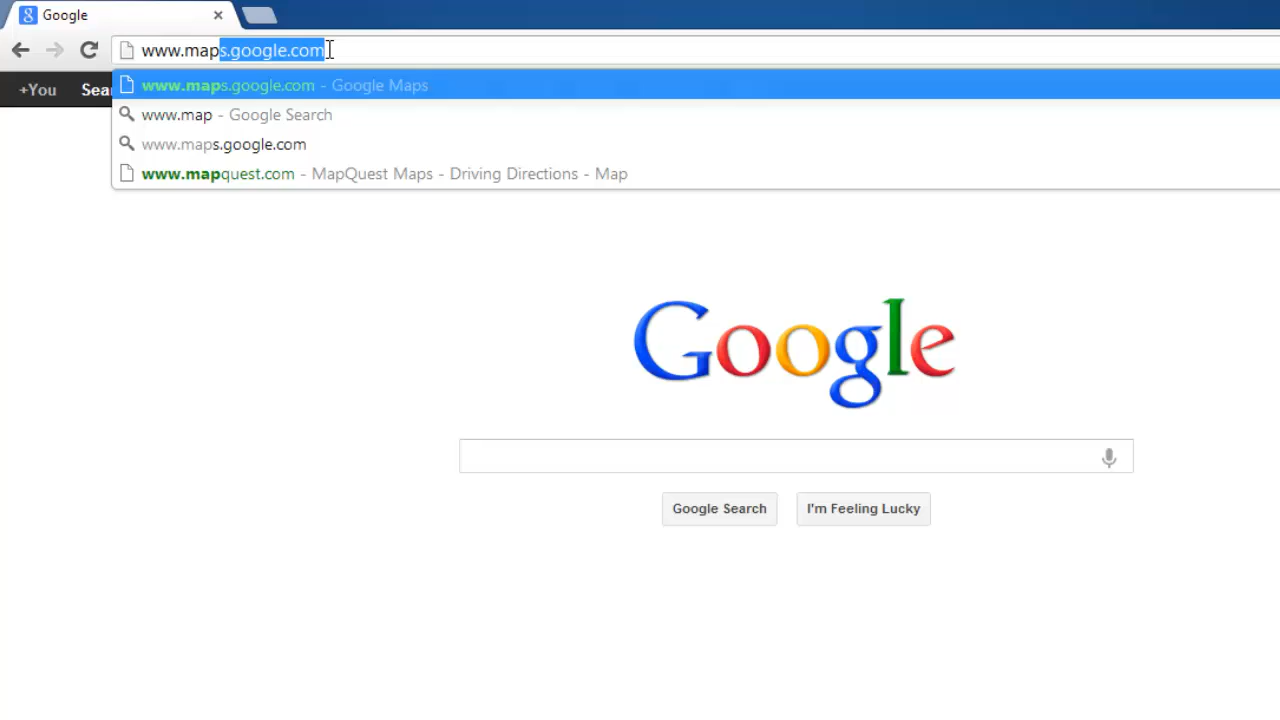 Google
www.maps.google.com
www.maps.google.com - Google Maps
+You
www.map - Google Search
www.maps.google.com
www.mapquest.com - MapQuest Maps - Driving Directions - Map
Google
Google Search
I'm Feeling Lucky